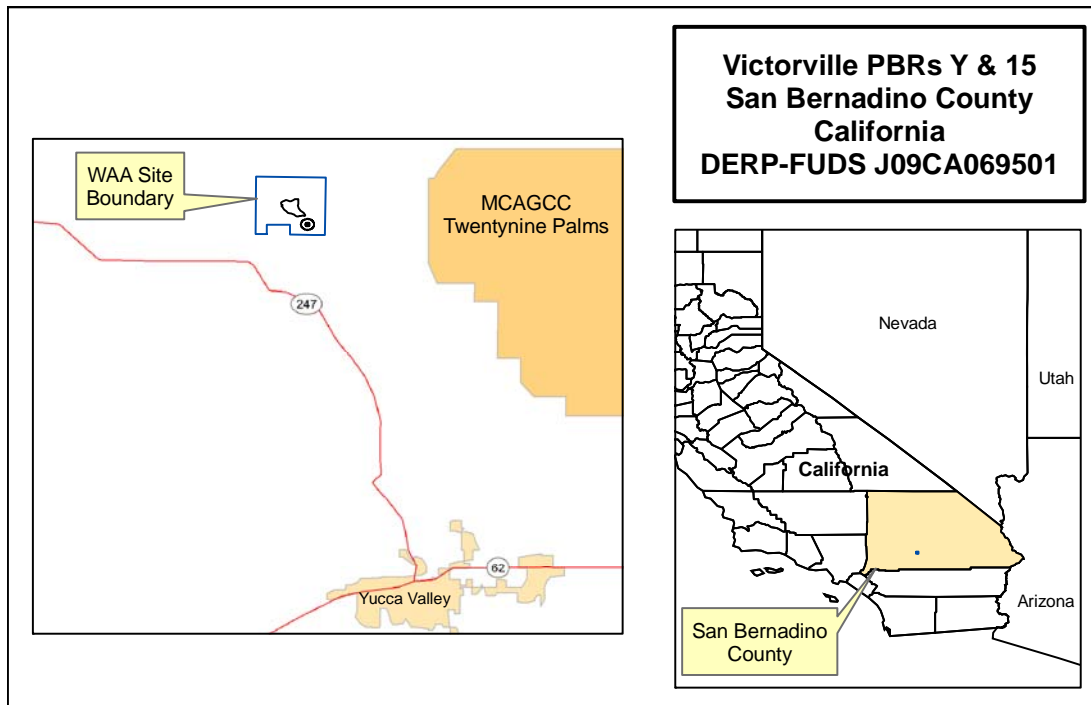 Victorville PBRs Y & 15
San Bernadino County
California
DERP-FUDS J09CA069501
WAA Site
Boundary
MCAGCC
Twentynine Palms
247
62
Yucca Valley
Nevada
Utah
California
Arizona
San Bernadino
County